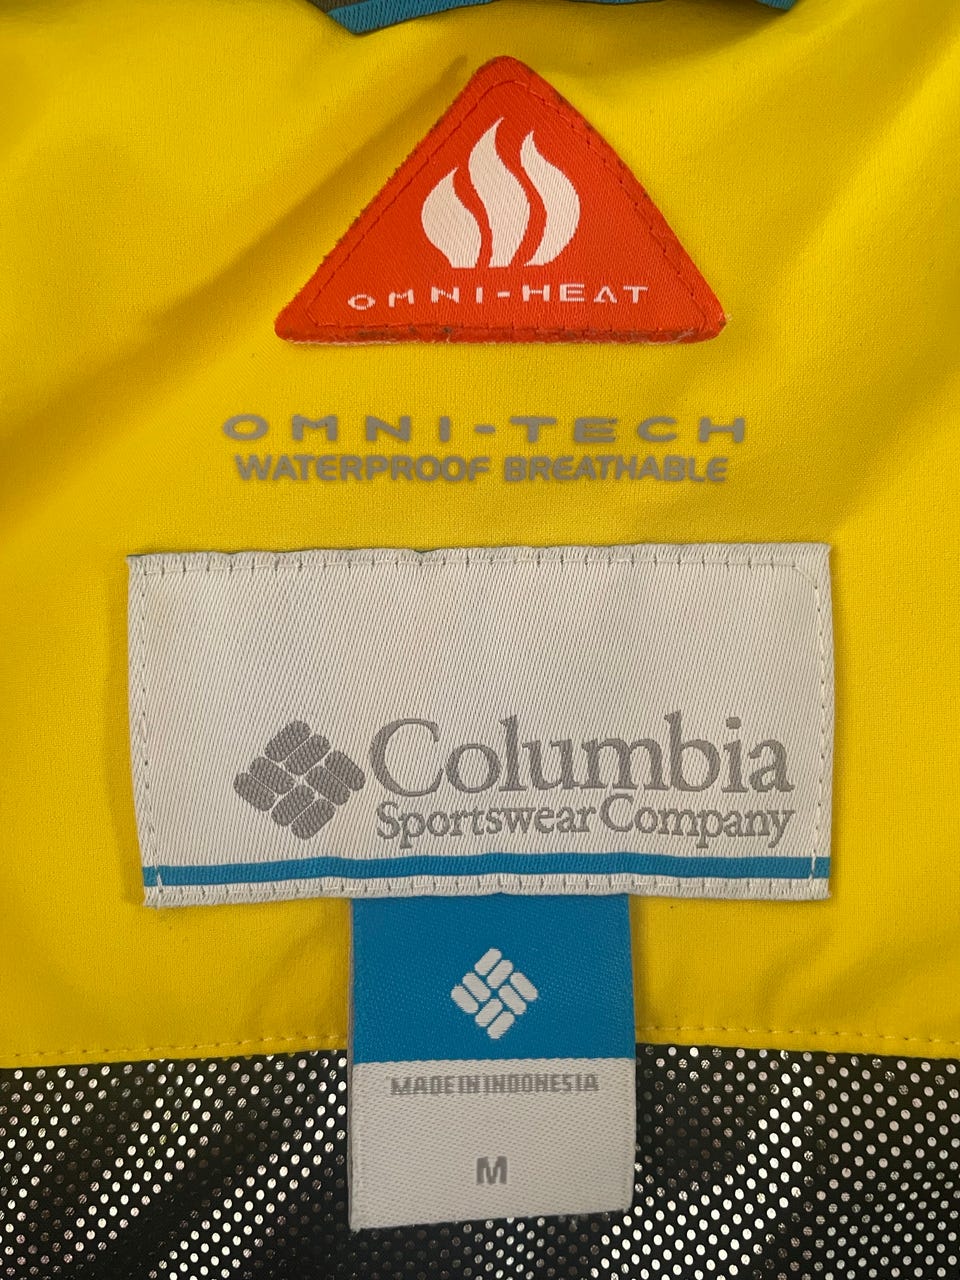 OMNI-HEAT
OMNI-TECH
WATERPROOF BREATHABLE
Columbia
Sportswear Company
MADE IN INDONESIA
M